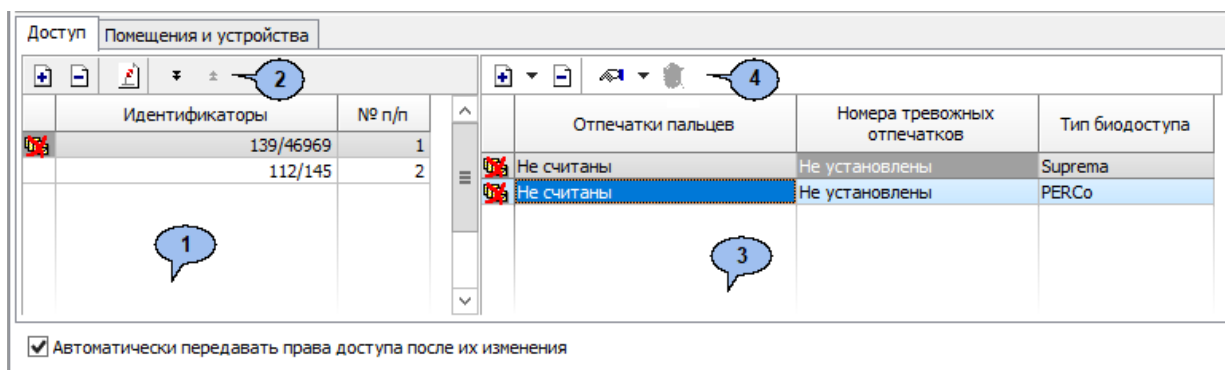 Доступ Помещения и устройства
2 4
Идентификаторы № п/п Отпечатки пальцев Номера тревожных отпечатков Тип биодоступа
139/46969 1 Не считаны Не установлены Suprema
112/145 2 Не считаны Не установлены PERCo
1 3
Автоматически передавать права доступа после их изменения